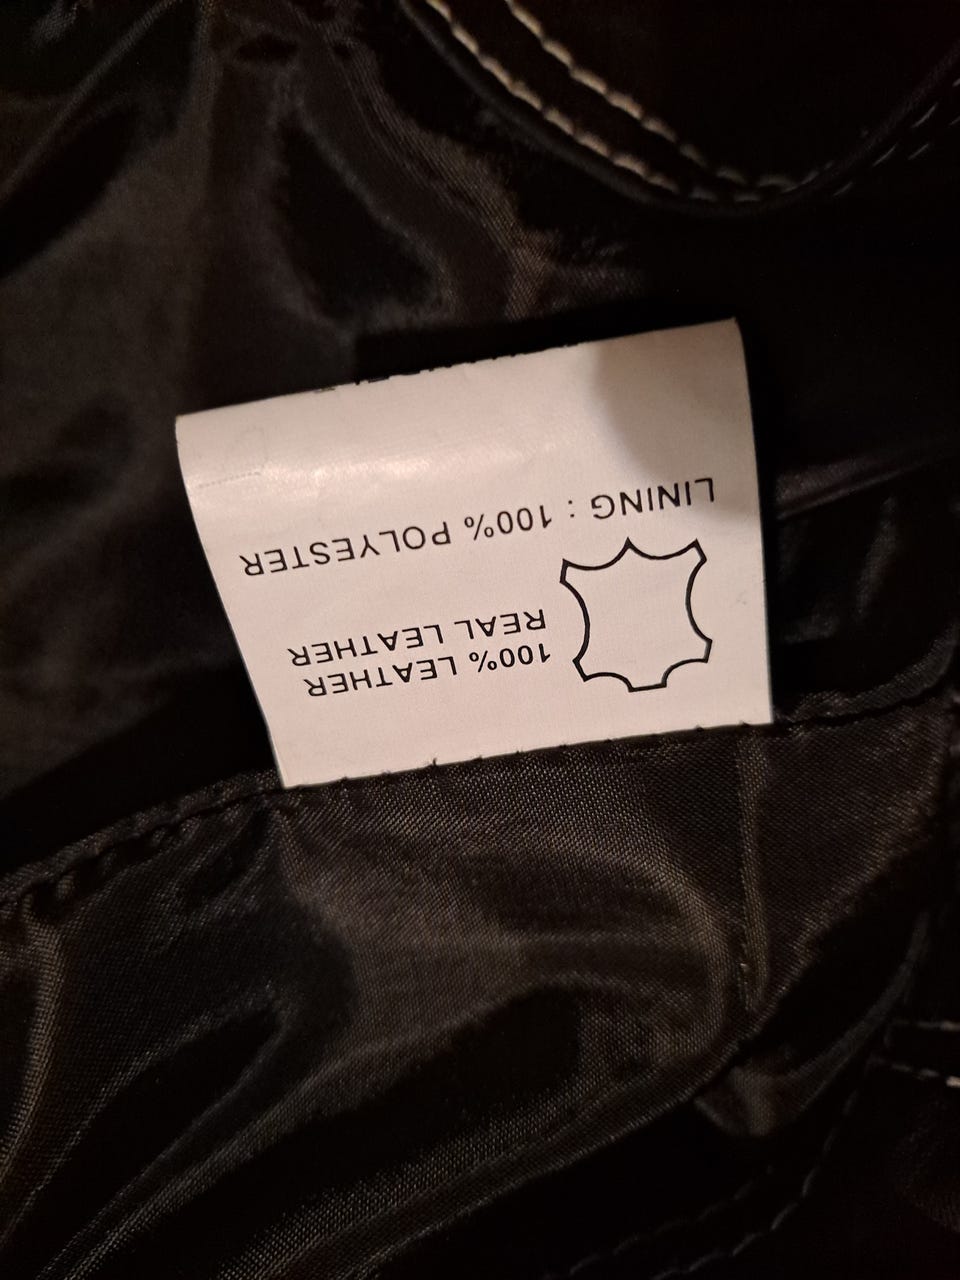 100% LEATHER
REAL LEATHER
LINING : 100% POLYESTER